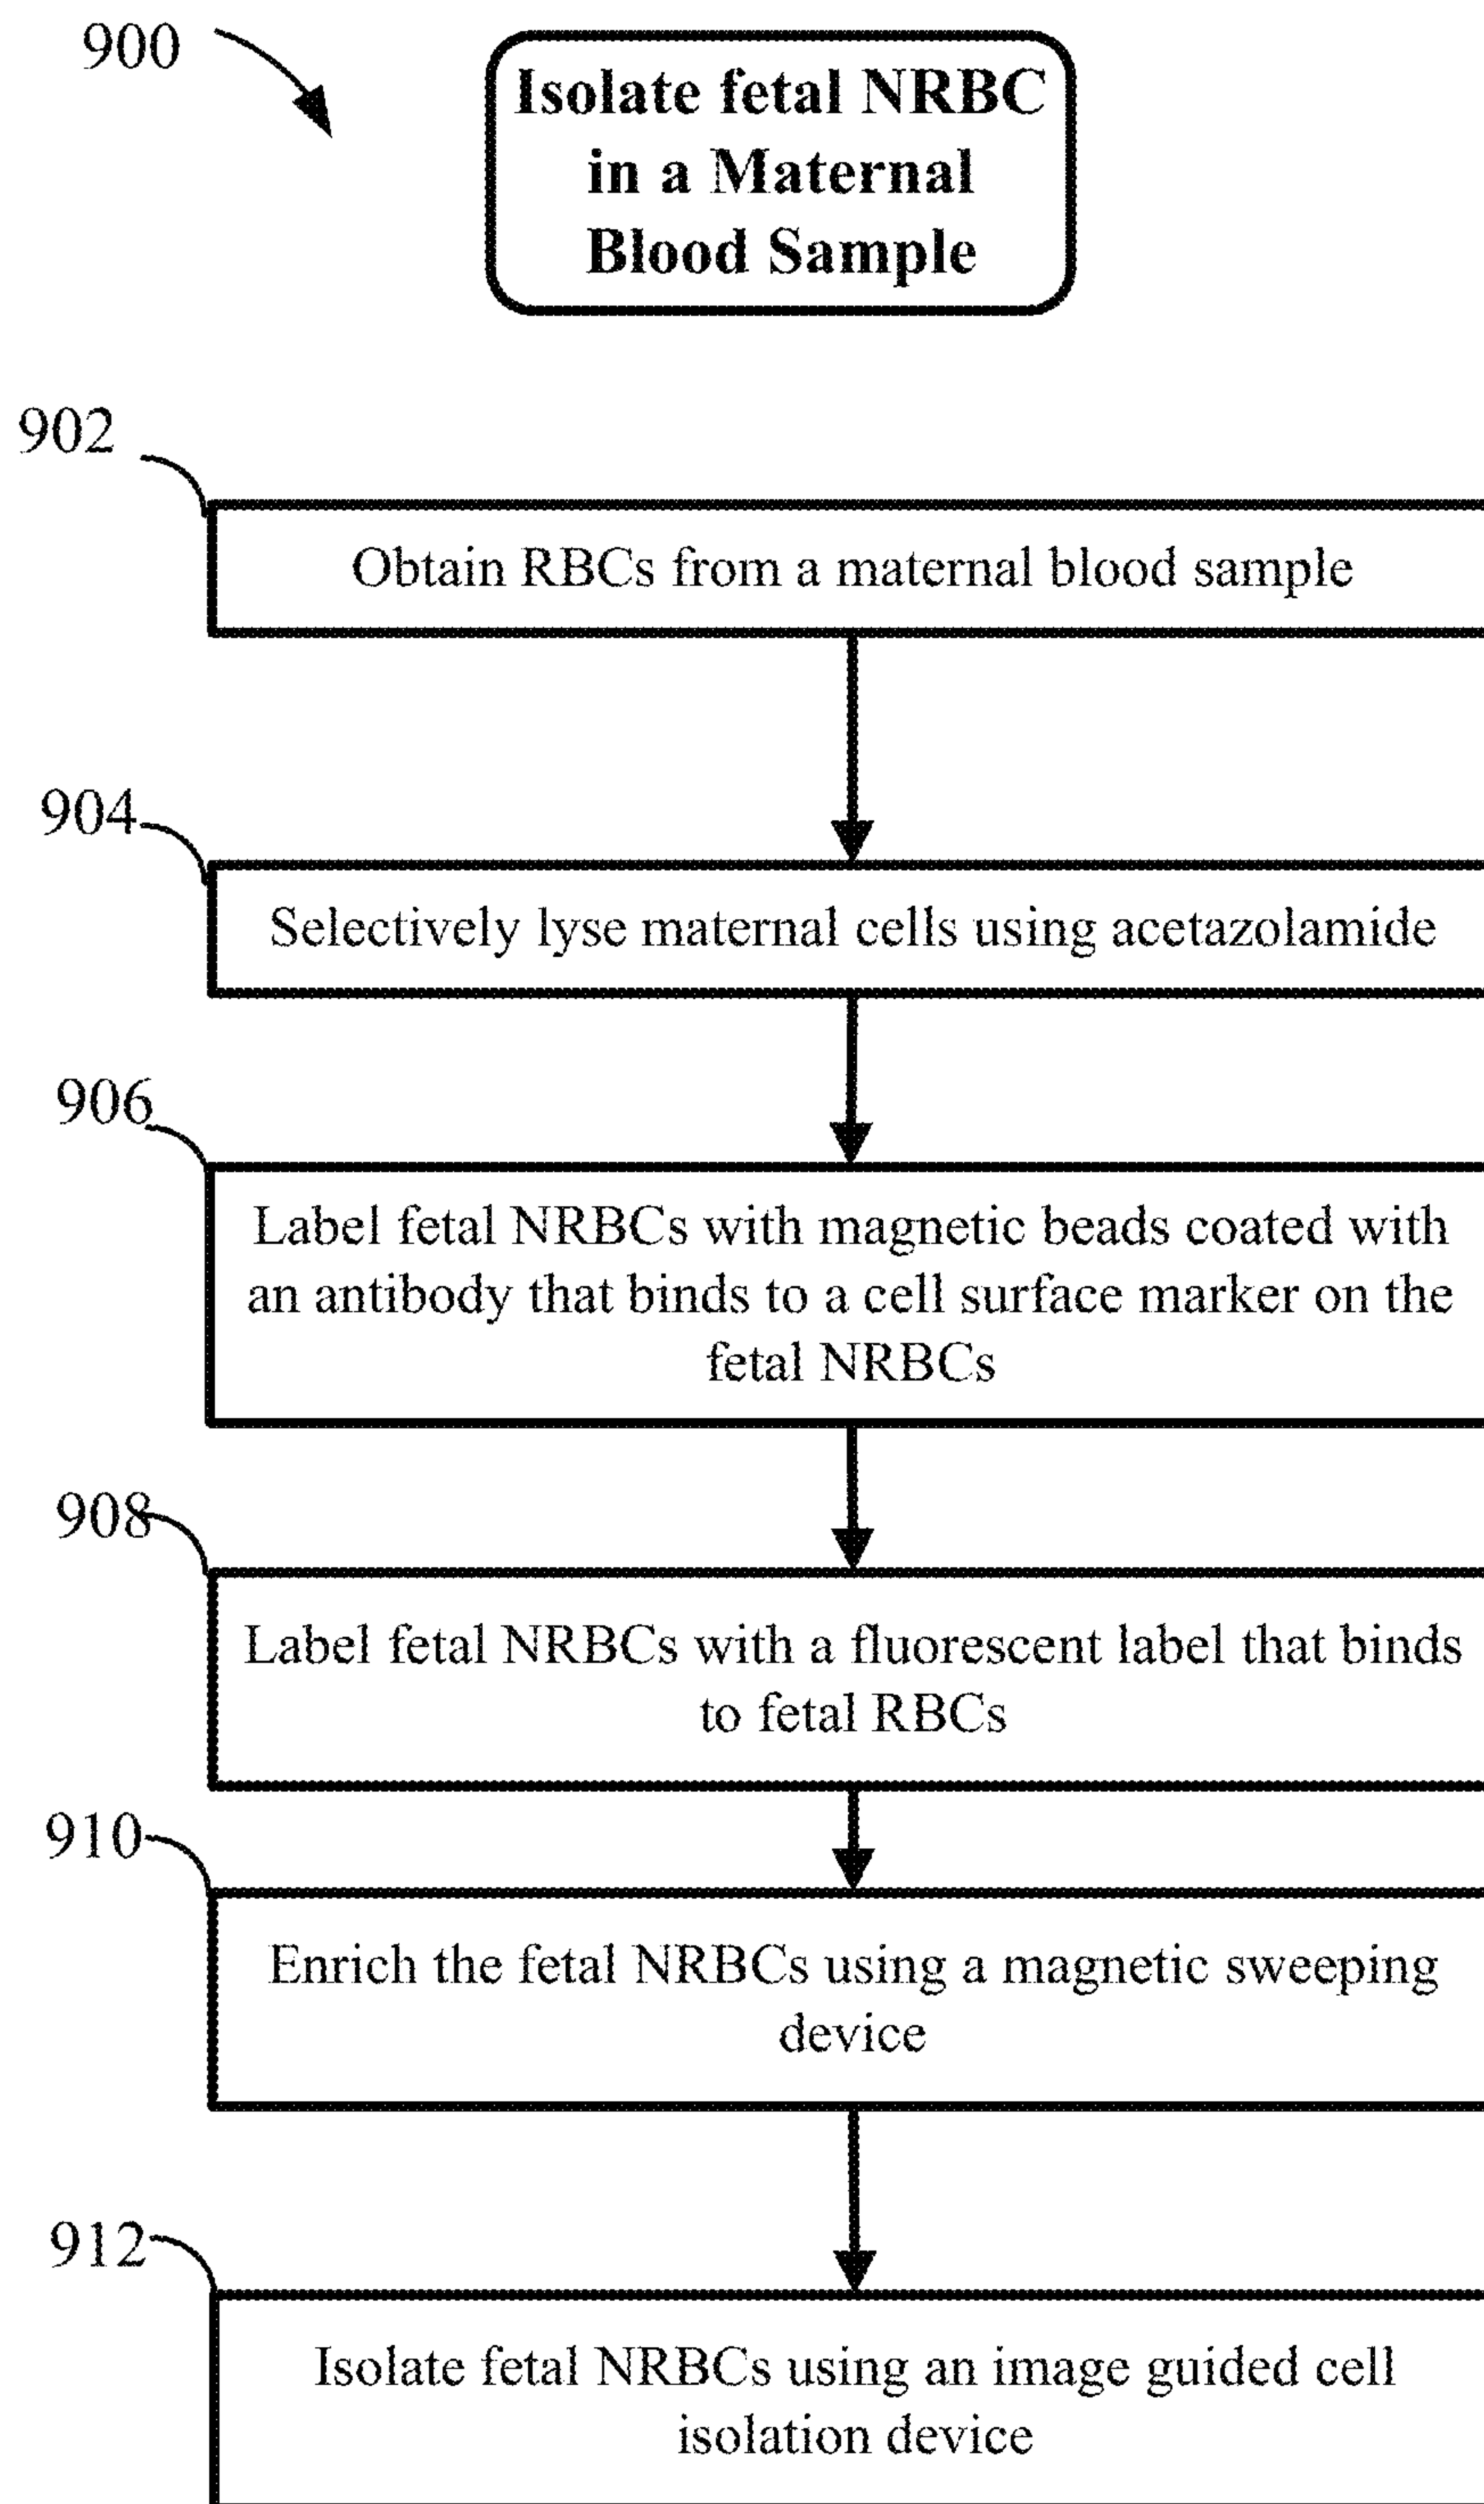 900
Isolate fetal NRBC
in a Maternal
Blood Sample
902
Obtain RBCs from a maternal blood sample
904
Selectively lyse maternal cells using acetazolamide
906
Label fetal NRBCs with magnetic beads coated with
an antibody that binds to a cell surface marker on the
fetal NRBCs
908
Label fetal NRBCs with a fluorescent label that binds
to fetal RBCs
910
Enrich the fetal NRBCs using a magnetic sweeping
device
912
Isolate fetal NRBCs using an image guided cell
isolation device